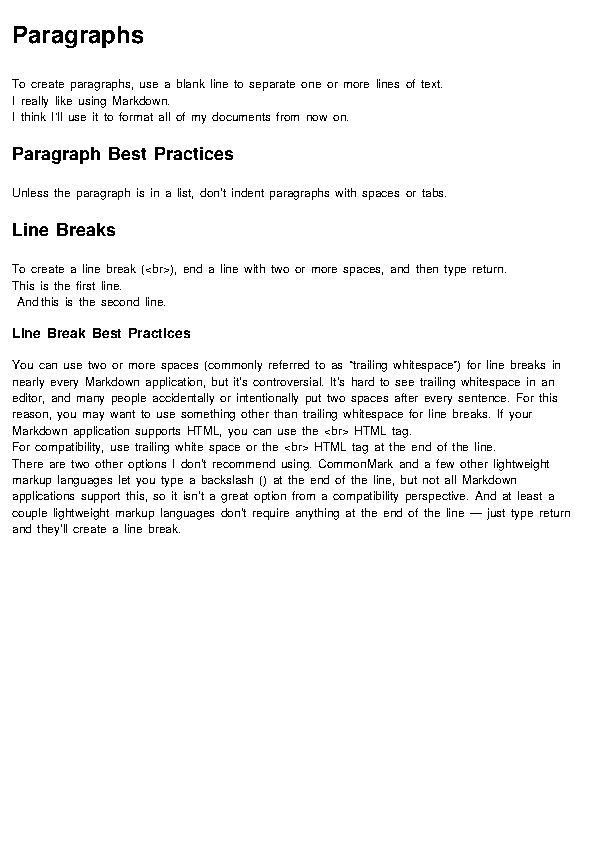 Paragraphs
To create paragraphs, use a blank line to separate one or more lines of text.
I really like using Markdown.
I think I'll use it to format all of my documents from now on.
Paragraph Best Practices
Unless the paragraph is in a list, don't indent paragraphs with spaces or tabs.
Line Breaks
To create a line break (<br>), end a line with two or more spaces, and then type return.
This is the first line.
And this is the second line.
Line Break Best Practices
You can use two or more spaces (commonly referred to as “trailing whitespace”) for line breaks in
nearly every Markdown application, but it's controversial. It's hard to see trailing whitespace in an
editor, and many people accidentally or intentionally put two spaces after every sentence. For this
reason, you may want to use something other than trailing whitespace for line breaks. If your
Markdown application supports HTML, you can use the <br> HTML tag.
For compatibility, use trailing white space or the <br> HTML tag at the end of the line.
There are two other options I don't recommend using. CommonMark and a few other lightweight
markup languages let you type a backslash () at the end of the line, but not all Markdown
applications support this, so it isn't a great option from a compatibility perspective. And at least a
couple lightweight markup languages don't require anything at the end of the line — just type return
and they'll create a line break.